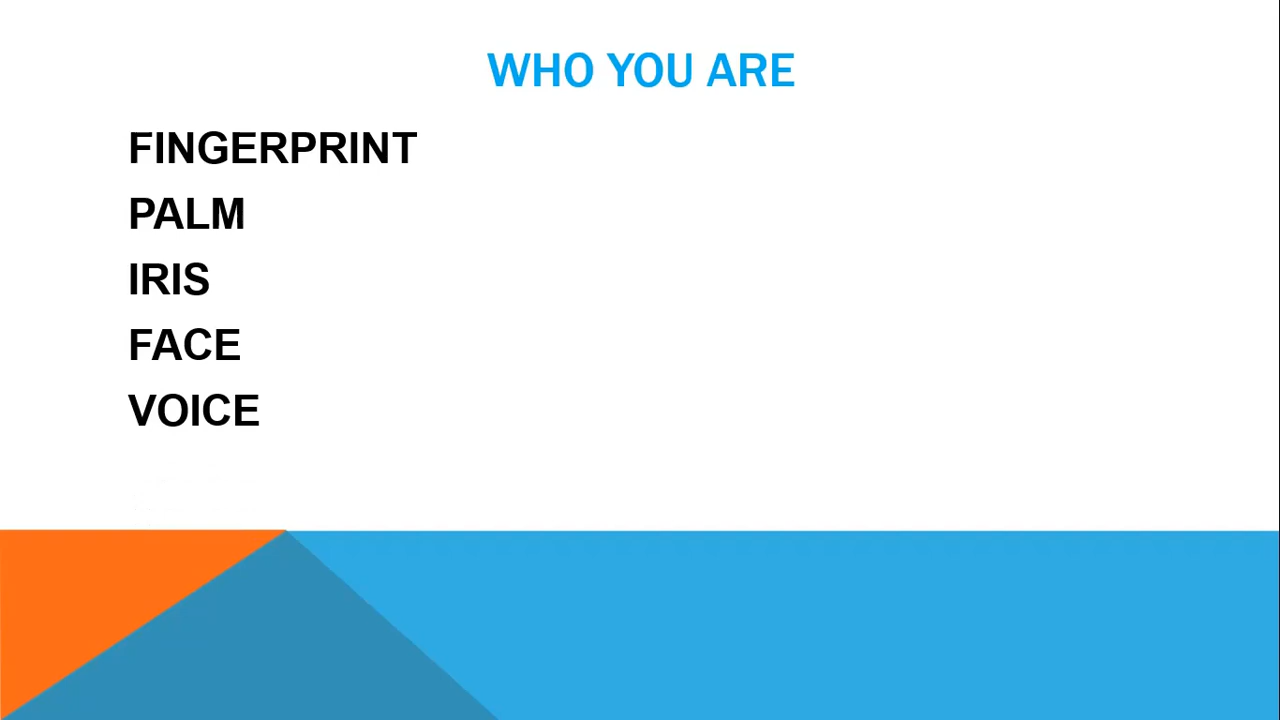 WHO YOU ARE
FINGERPRINT
PALM
IRIS
FACE
VOICE